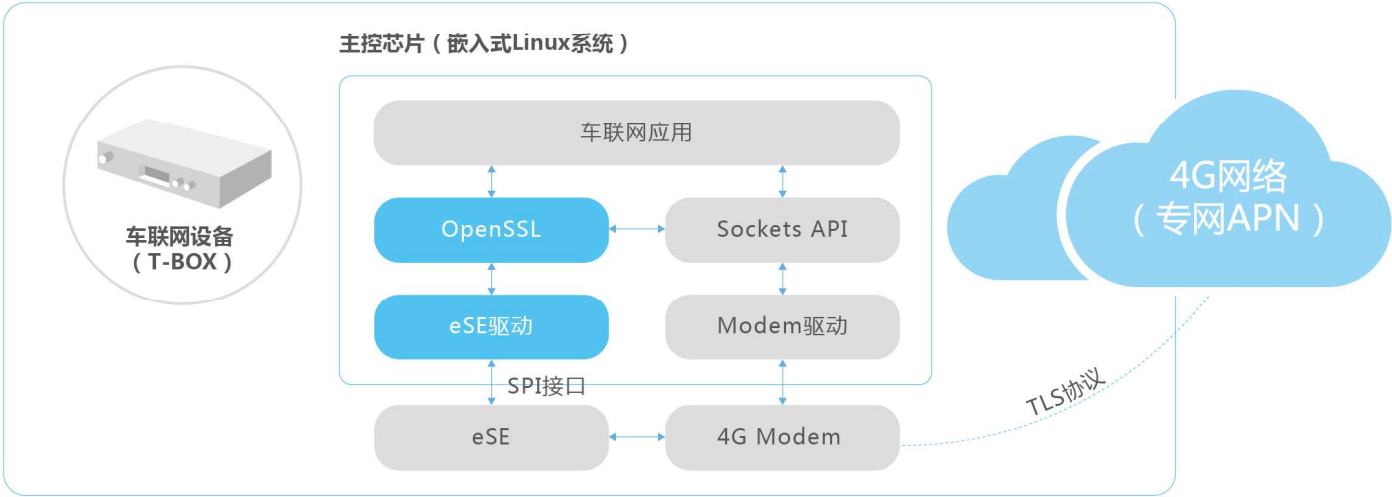 主控芯片（嵌入式Linux系统）
车联网设备
（T-BOX）
车联网应用
OpenSSL
Sockets API
eSE驱动
Modem驱动
SPI接口
eSE
4G Modem
4G网络
（专网APN）
TLS协议